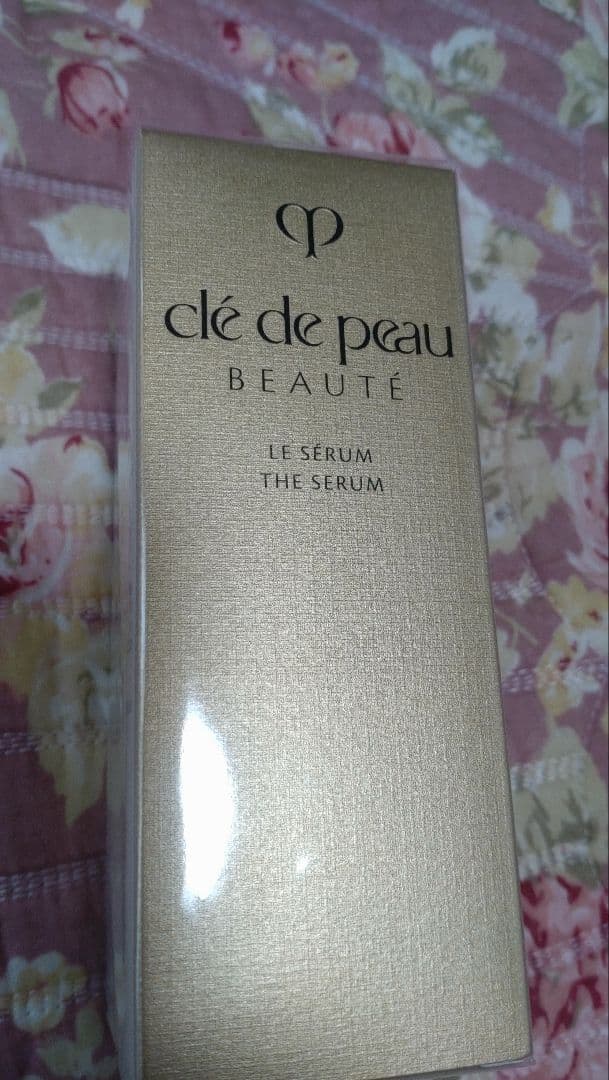 clé de peau
BEAUTÉ
LE SÉRUM
THE SERUM